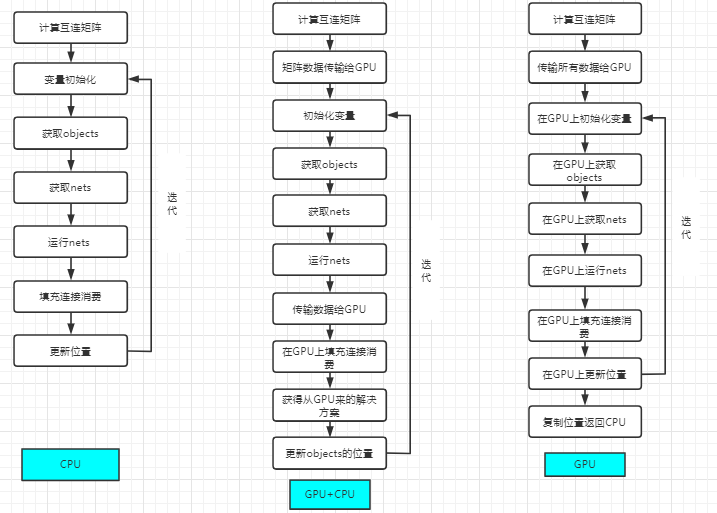 计算互连矩阵
变量初始化
获取objects
获取nets
运行nets
填充连接消费
更新位置
迭
代
CPU
计算互连矩阵
矩阵数据传输给GPU
初始化变量
获取objects
获取nets
运行nets
传输数据给GPU
在GPU上填充连接消
费
获得从GPU来的解决
方案
更新objects的位置
迭
代
GPU+CPU
计算互连矩阵
传输所有数据给GPU
在GPU上初始化变量
在GPU上获取
objects
在GPU上获取nets
在GPU上运行nets
在GPU上填充连接消
费
在GPU上更新位置
复制位置返回CPU
迭
代
GPU